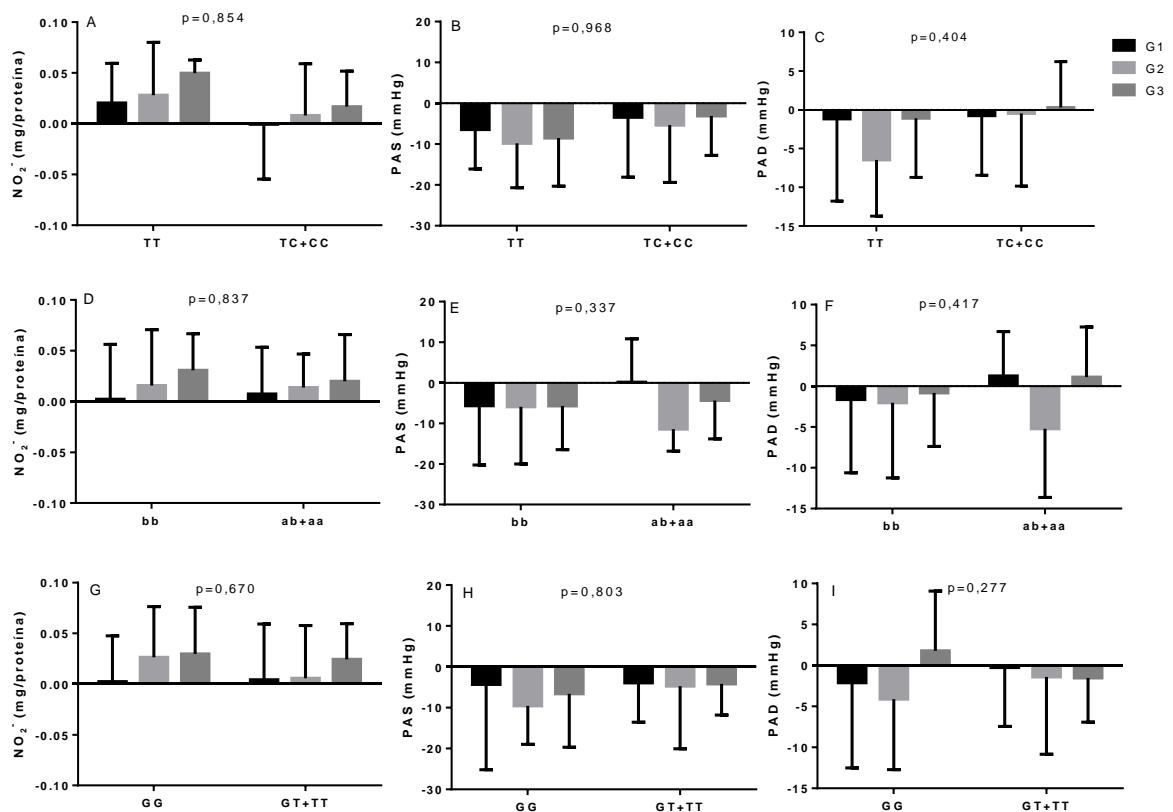 A
p=0,854
NO₂⁻ (mg/proteína)
0.10
0.05
0.00
-0.05
-0.10
TT
TC+CC
B
p=0,968
PAS (mmHg)
20
10
0
-10
-20
-30
TT
TC+CC
C
p=0,404
PAD (mmHg)
10
5
0
-5
-10
-15
TT
TC+CC
G1
G2
G3
D
p=0,837
NO₂⁻ (mg/proteína)
0.10
0.05
0.00
-0.05
-0.10
bb
ab+aa
E
p=0,337
PAS (mmHg)
20
10
0
-10
-20
-30
bb
ab+aa
F
p=0,417
PAD (mmHg)
10
5
0
-5
-10
-15
bb
ab+aa
G
p=0,670
NO₂⁻ (mg/proteína)
0.10
0.05
0.00
-0.05
-0.10
GG
GT+TT
H
p=0,803
PAS (mmHg)
20
10
0
-10
-20
-30
GG
GT+TT
I
p=0,277
PAD (mmHg)
10
5
0
-5
-10
-15
GG
GT+TT